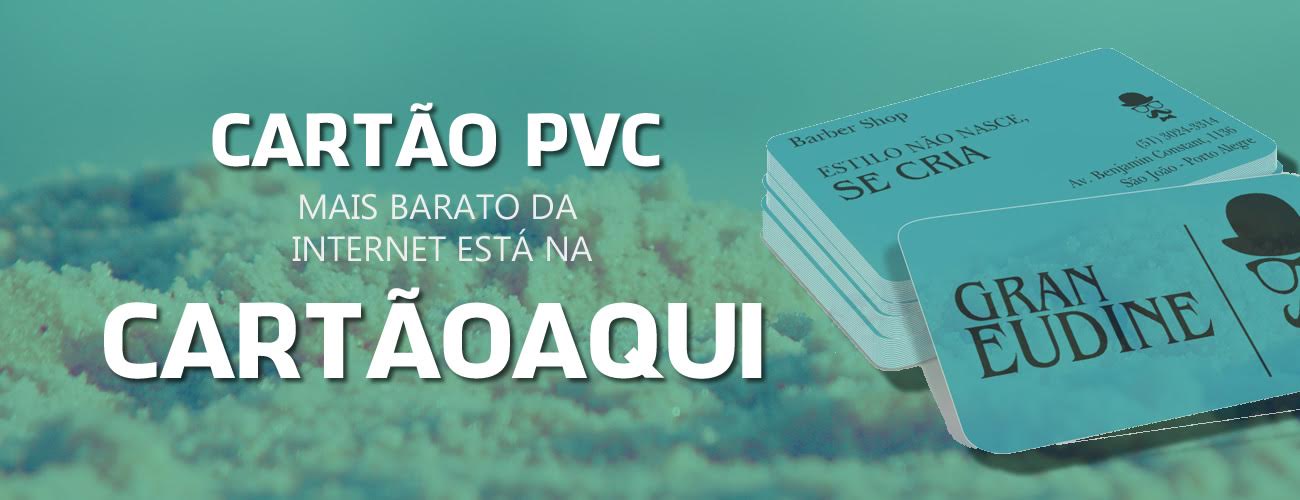 CARTÃO PVC
MAIS BARATO DA
INTERNET ESTÁ NA
CARTÃOAQUI
Barber Shop
ESTILO NÃO NASCE,
SE CRIA
(51) 3024-3314
Av. Benjamin Constant, 1136
São João - Porto Alegre
GRAN
EUDINE